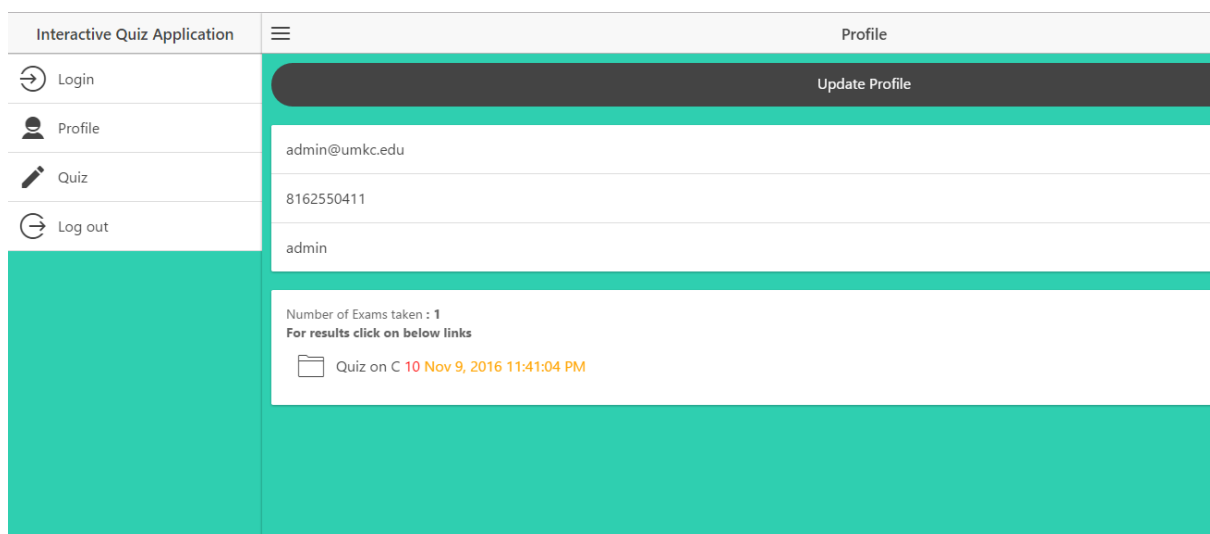 Interactive Quiz Application
Login
Profile
Quiz
Log out
Profile
Update Profile
admin@umkc.edu
8162550411
admin
Number of Exams taken : 1
For results click on below links
Quiz on C 10 Nov 9, 2016 11:41:04 PM